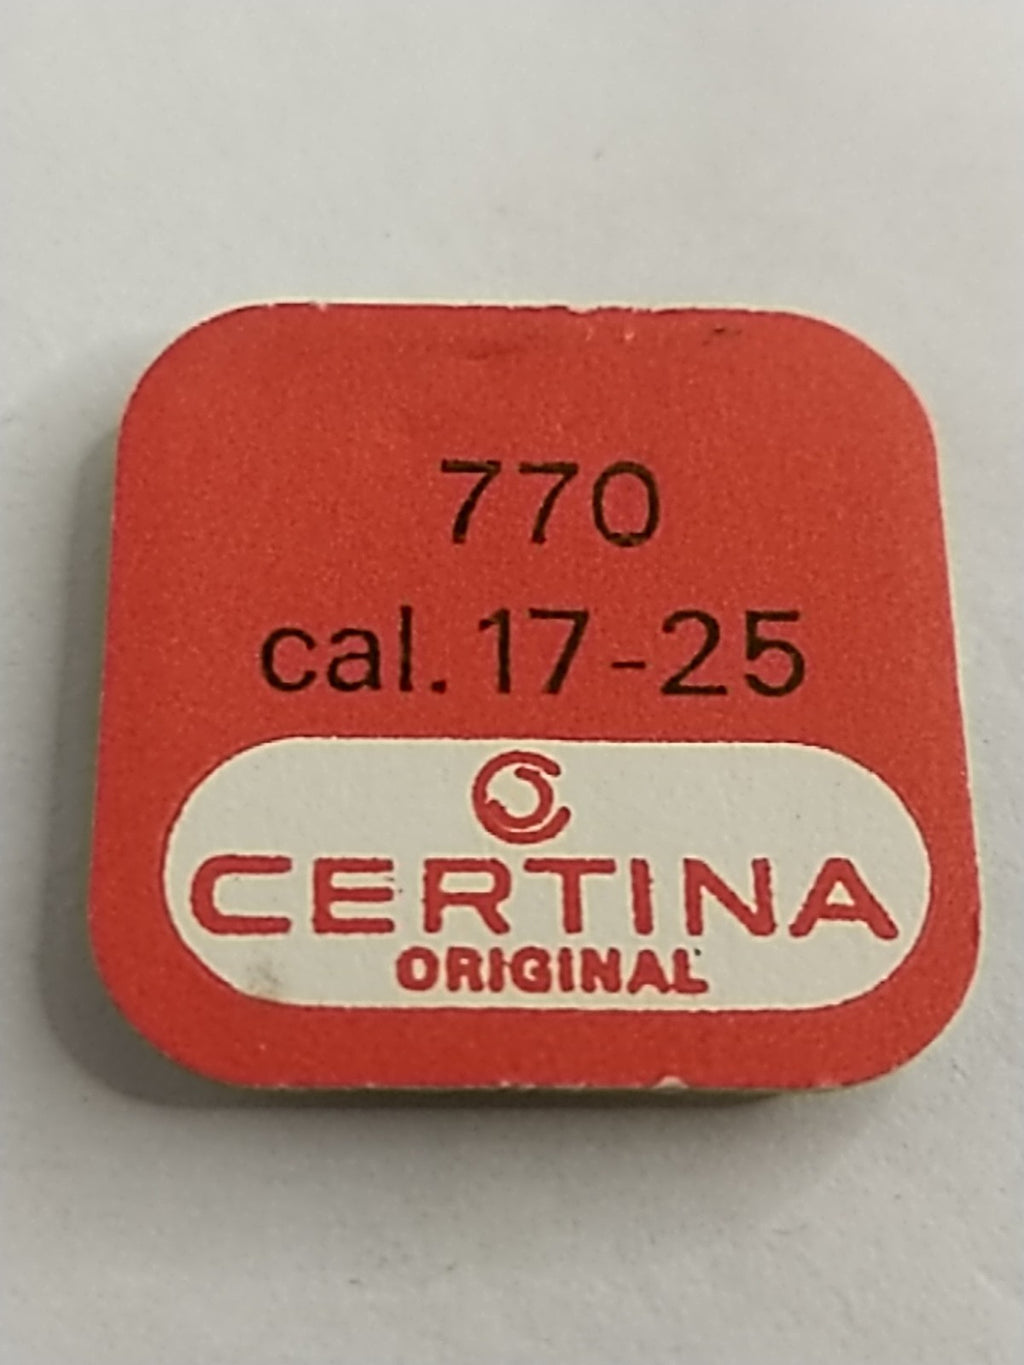 770
cal. 17-25
CERTINA
ORIGINAL